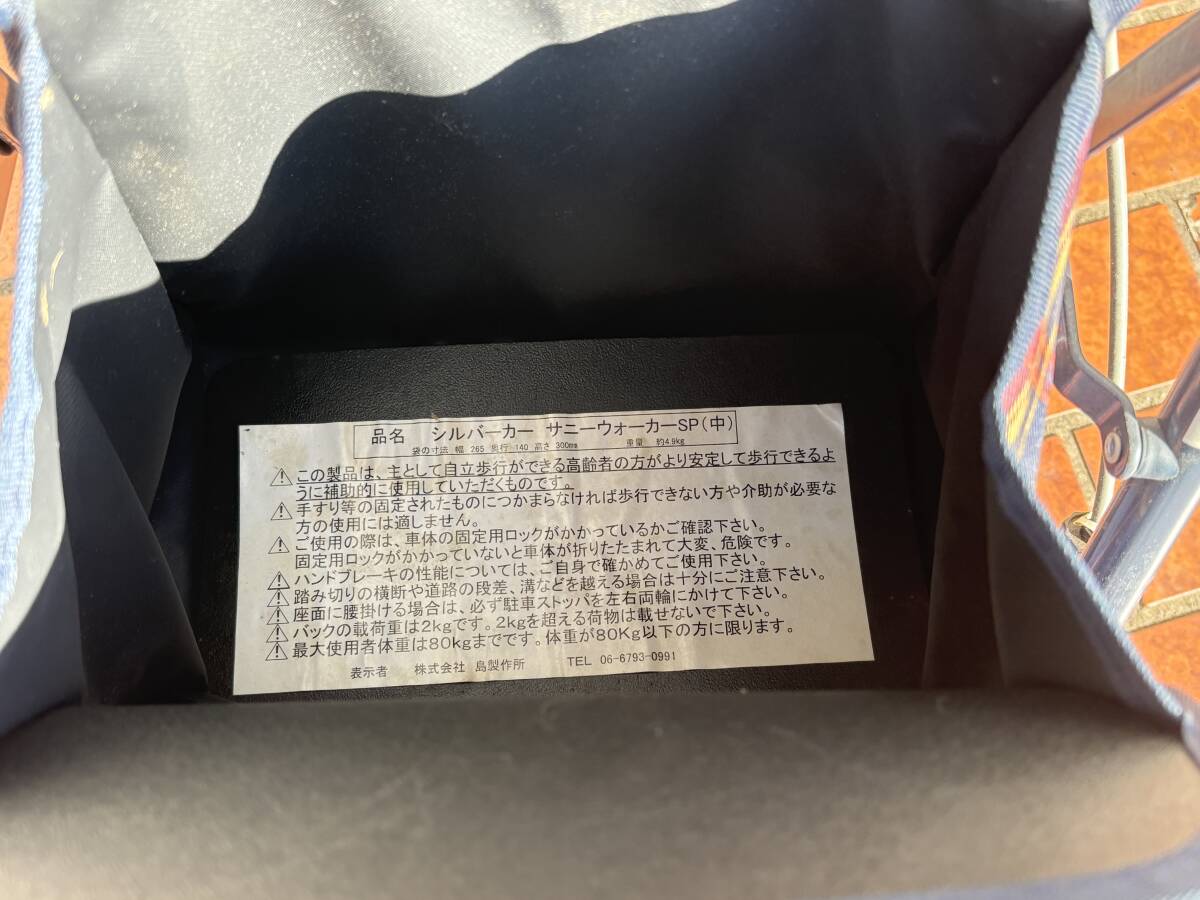 品名 シルバーカー サニーウォーカーSP(中)
袋の寸法 幅 265 奥行 140 高さ 300mm 重量 約4.9kg
⚠この製品は、主として自立歩行ができる高齢者の方がより安定して歩行できるよ
うに補助的に使用していただくものです。
⚠手すり等の固定されたものにつかまらなければ歩行できない方や介助が必要な
方の使用には適しません。
⚠ご使用の際は、車体の固定用ロックがかかっているかご確認下さい。
固定用ロックがかかっていないと車体が折りたたまれて大変、危険です。
⚠ハンドブレーキの性能については、ご自身で確かめてご使用下さい。
⚠踏み切りの横断や道路の段差、溝などを越える場合は十分にご注意下さい。
⚠座面に腰掛ける場合は、必ず駐車ストッパを左右両輪にかけて下さい。
⚠バックの載荷重は2kgです。2kgを超える荷物は載せないで下さい。
⚠最大使用者体重は80kgまでです。体重が80Kg以下の方に限ります。
表示者 株式会社 島製作所 TEL 06-6793-0991